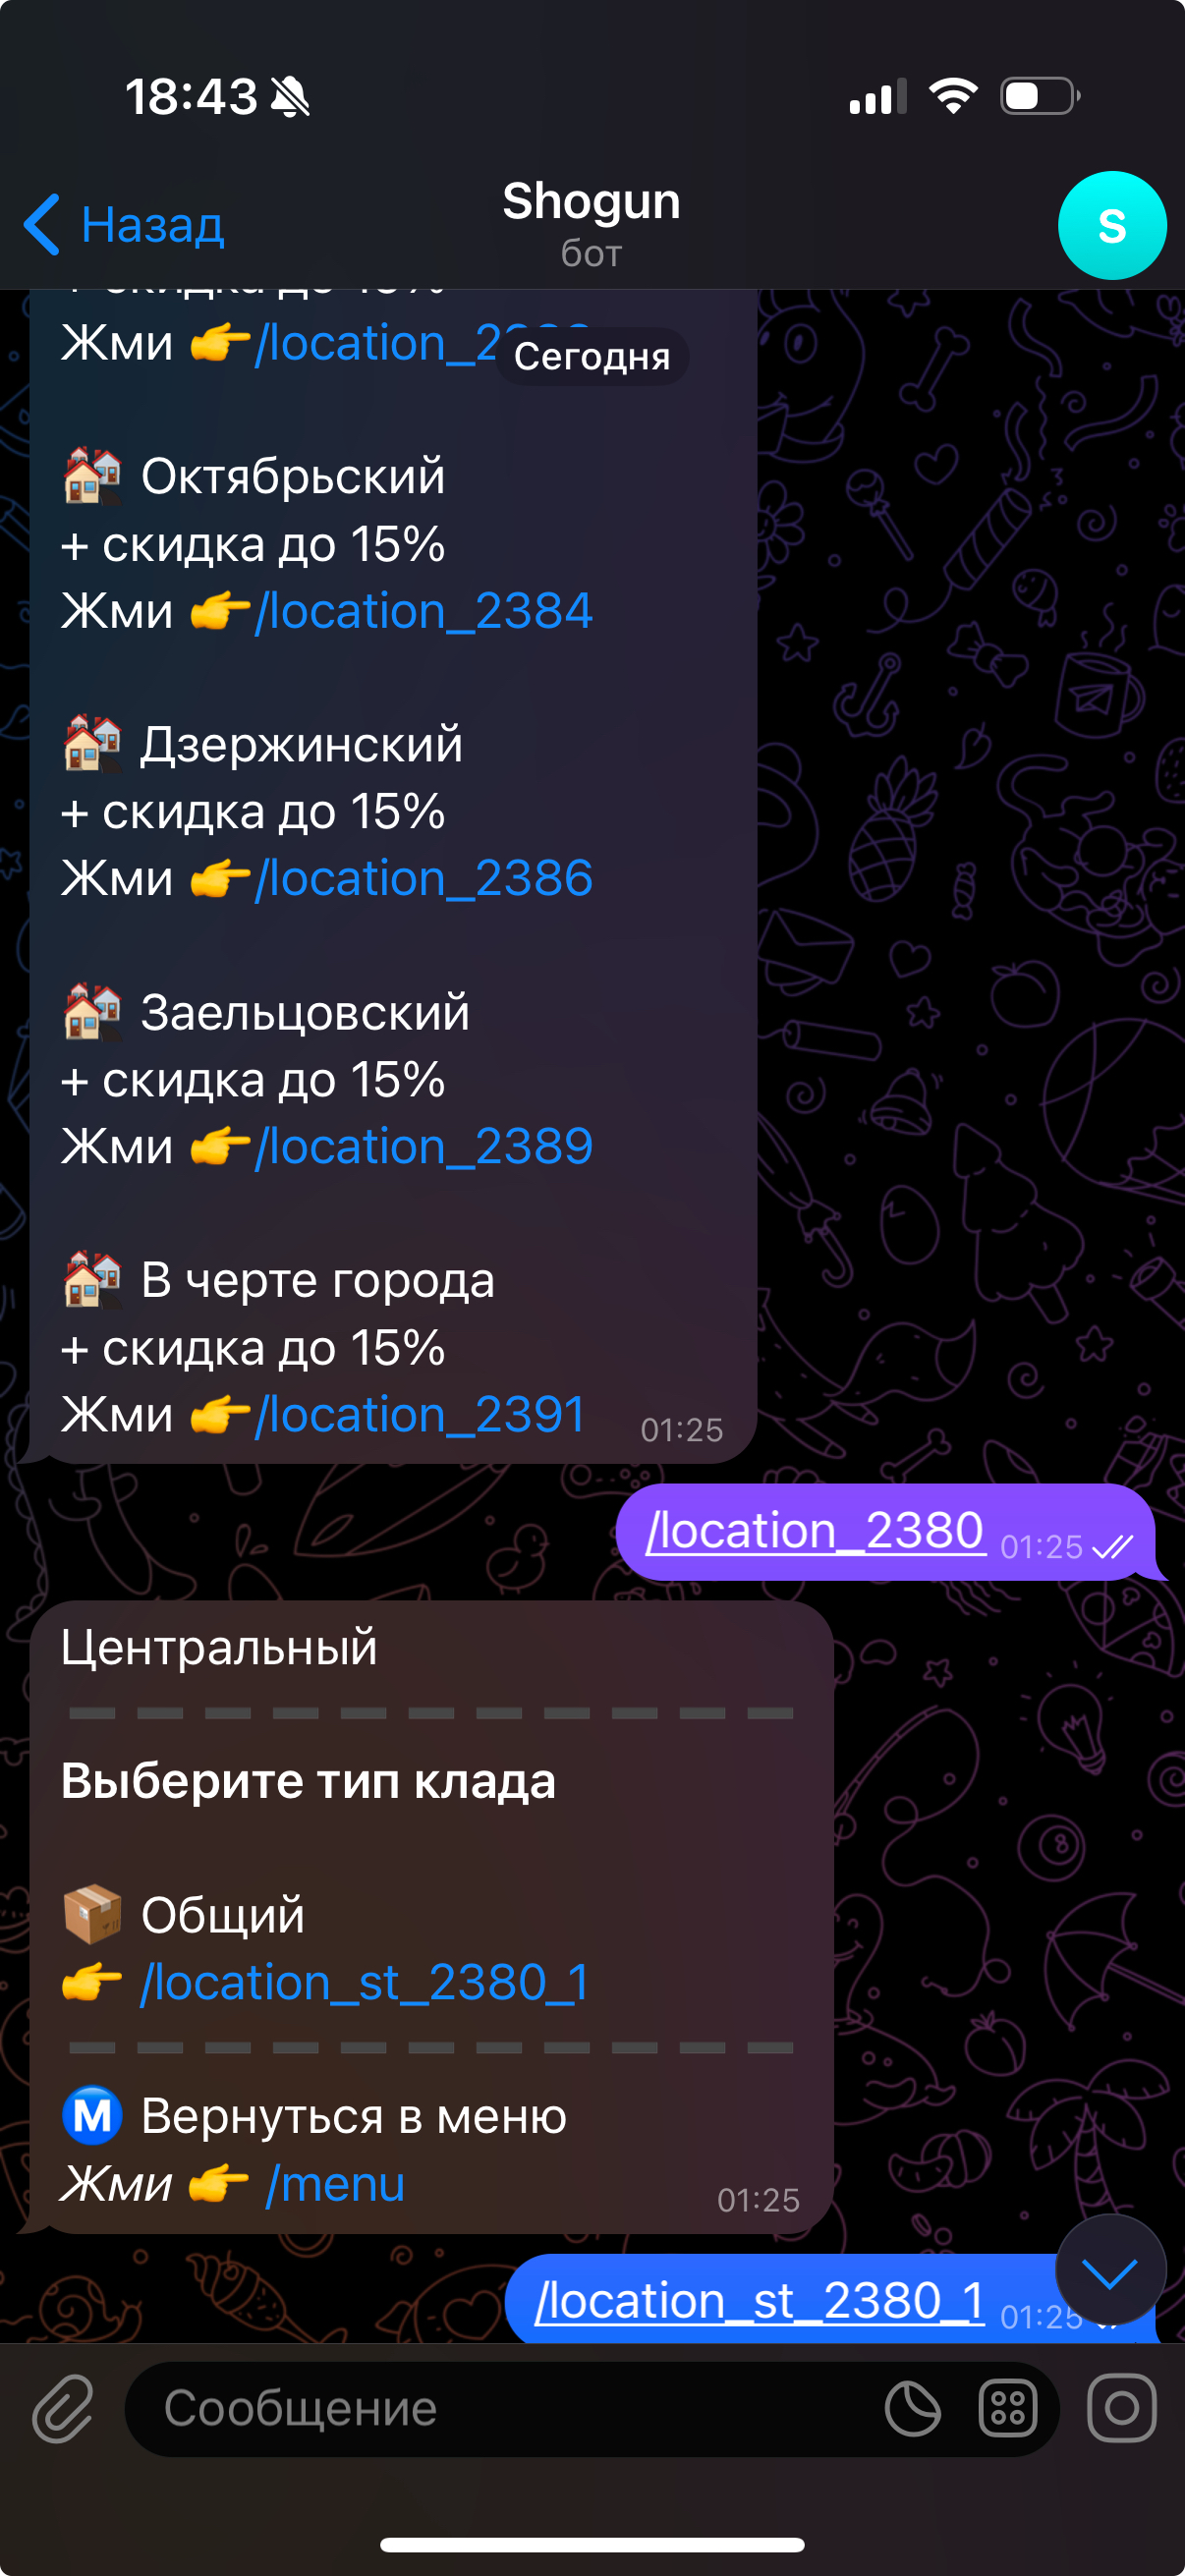 18:43
Назад
Shogun
бот
S
Жми 👉/location_2
Сегодня
Октябрьский
+ скидка до 15%
Жми 👉/location_2384
Дзержинский
+ скидка до 15%
Жми 👉/location_2386
Заельцовский
+ скидка до 15%
Жми 👉/location_2389
В черте города
+ скидка до 15%
Жми 👉/location_2391
01:25
/location_2380 01:25
Центральный
Выберите тип клада
📦 Общий
👉 /location_st_2380_1
Ⓜ️ Вернуться в меню
Жми 👉 /menu
01:25
/location_st_2380_1 01:25
Сообщение